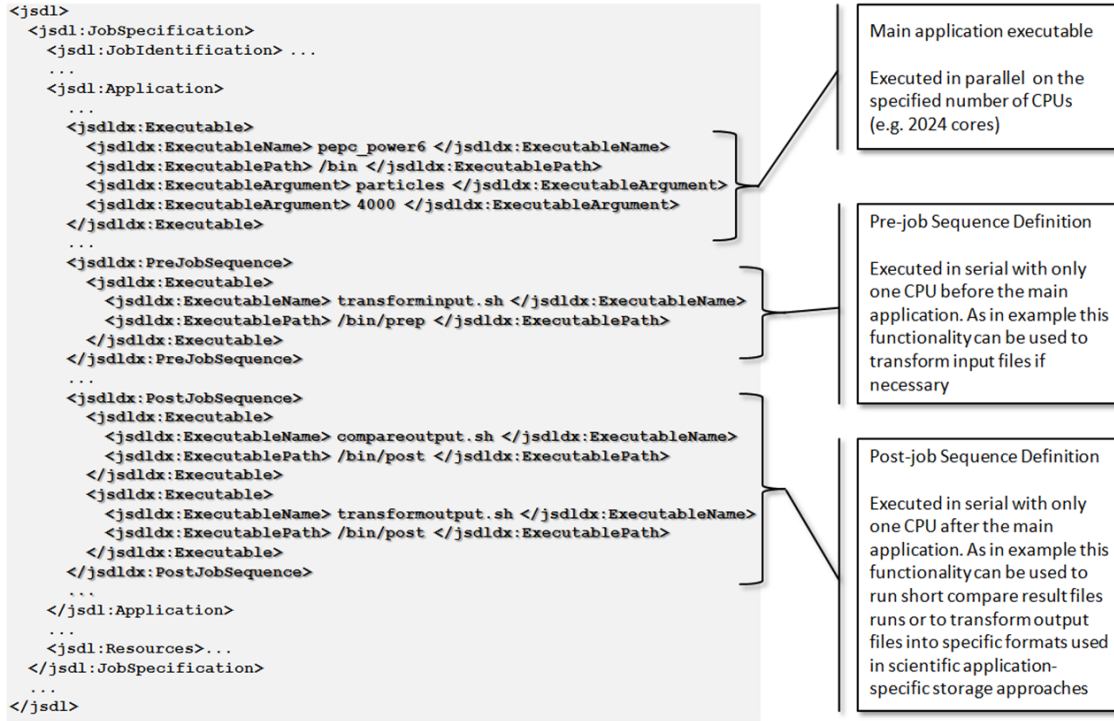 <jsdl>
<jsdl:JobSpecification>
<jsdl:JobIdentification> ...
...
<jsdl:Application>
...
<jsdldx:Executable>
<jsdldx:ExecutableName> pepc_power6 </jsdldx:ExecutableName>
<jsdldx:ExecutablePath> /bin </jsdldx:ExecutablePath>
<jsdldx:ExecutableArgument> particles </jsdldx:ExecutableArgument>
<jsdldx:ExecutableArgument> 4000 </jsdldx:ExecutableArgument>
</jsdldx:Executable>
...
<jsdldx:PreJobSequence>
<jsdldx:Executable>
<jsdldx:ExecutableName> transforminput.sh </jsdldx:ExecutableName>
<jsdldx:ExecutablePath> /bin/prep </jsdldx:ExecutablePath>
</jsdldx:Executable>
</jsdldx:PreJobSequence>
...
<jsdldx:PostJobSequence>
<jsdldx:Executable>
<jsdldx:ExecutableName> compareoutput.sh </jsdldx:ExecutableName>
<jsdldx:ExecutablePath> /bin/post </jsdldx:ExecutablePath>
</jsdldx:Executable>
<jsdldx:Executable>
<jsdldx:ExecutableName> transformoutput.sh </jsdldx:ExecutableName>
<jsdldx:ExecutablePath> /bin/post </jsdldx:ExecutablePath>
</jsdldx:Executable>
</jsdldx:PostJobSequence>
...
</jsdl:Application>
...
<jsdl:Resources>...
</jsdl:JobSpecification>
...
</jsdl>
Main application executable
Executed in parallel on the
specified number of CPUs
(e.g. 2024 cores)
Pre-job Sequence Definition
Executed in serial with only
one CPU before the main
application. As in example this
functionality can be used to
transform input files if
necessary
Post-job Sequence Definition
Executed in serial with only
one CPU after the main
application. As in example this
functionality can be used to
run short compare result files
runs or to transform output
files into specific formats used
in scientific application-
specific storage approaches